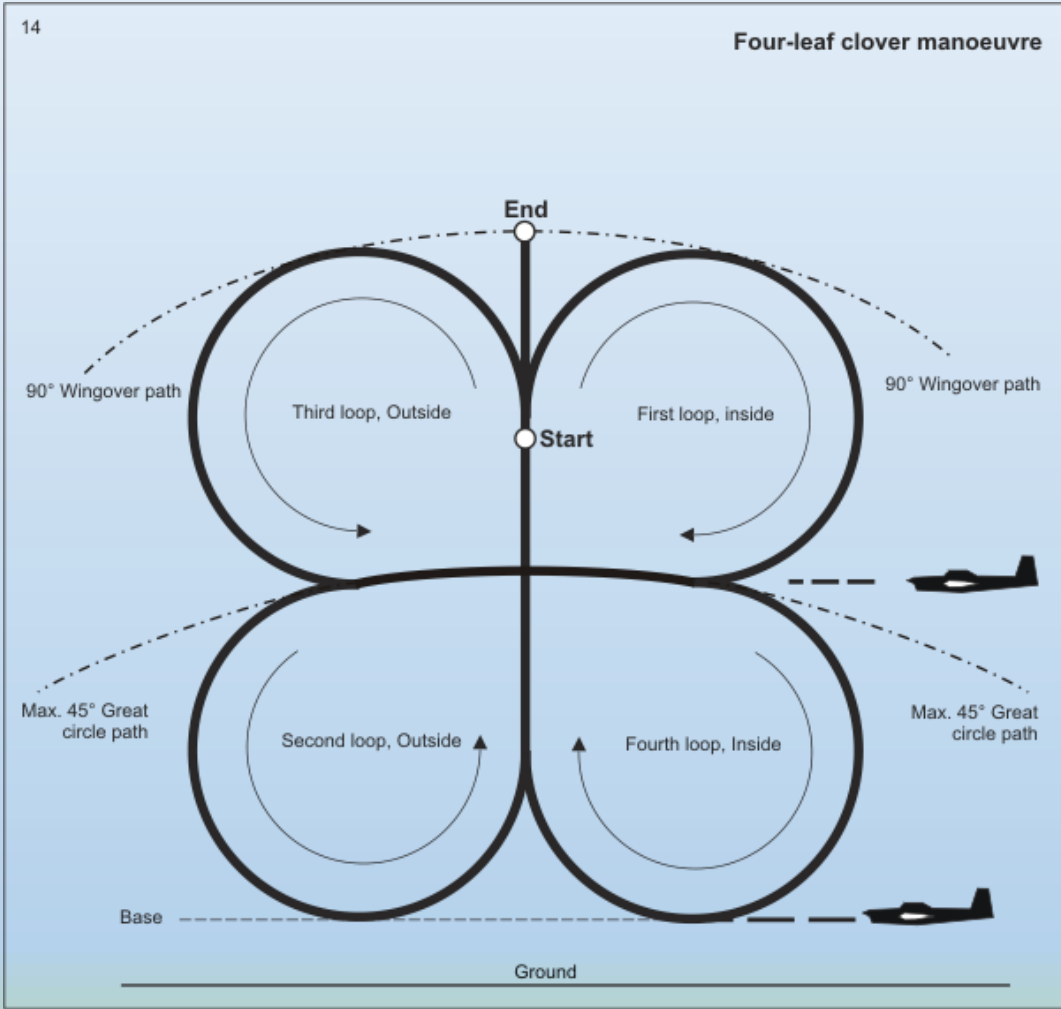 14
Four-leaf clover manoeuvre
End
90° Wingover path
90° Wingover path
Third loop, Outside
First loop, inside
Start
Max. 45° Great
circle path
Max. 45° Great
circle path
Second loop, Outside
Fourth loop, Inside
Base
Ground